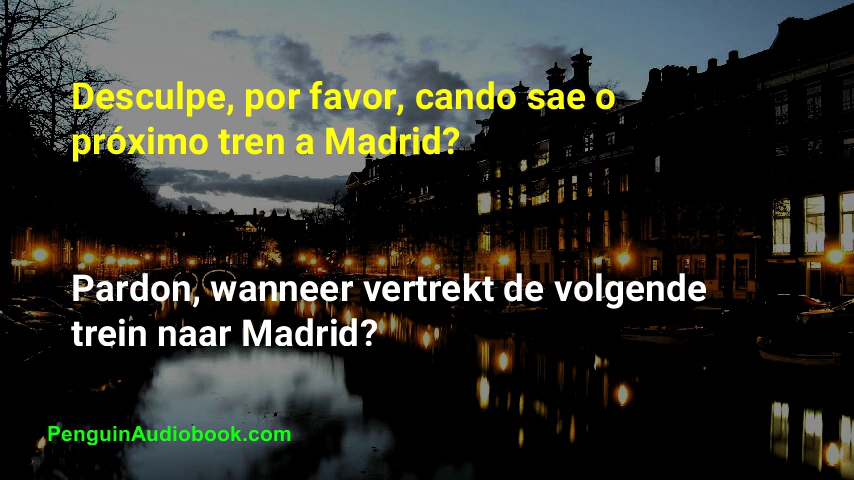 Desculpe, por favor, cando sae o
próximo tren a Madrid?
Pardon, wanneer vertrekt de volgende
trein naar Madrid?
PenguinAudiobook.com